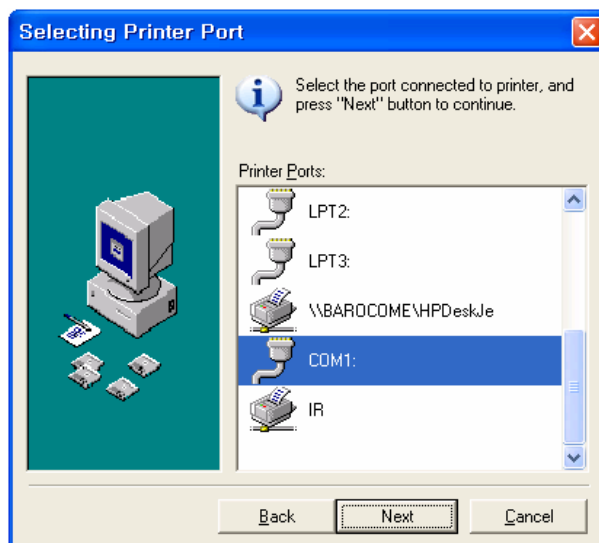 Selecting Printer Port
Select the port connected to printer, and
press "Next" button to continue.
Printer Ports:
LPT2:
LPT3:
\\BAROCOME\HPDeskJe
COM1:
IR
Back
Next
Cancel